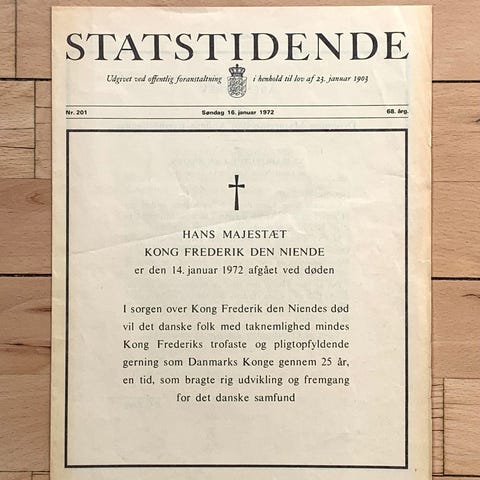 STATSTIDENDE
Udgivet ved offentlig foranstaltning i henhold til lov af 23. januar 1903
Nr. 201 Søndag 16. januar 1972 68. årg.
HANS MAJESTÆT
KONG FREDERIK DEN NIENDE
er den 14. januar 1972 afgået ved døden
I sorgen over Kong Frederik den Niendes død
vil det danske folk med taknemlighed mindes
Kong Frederiks trofaste og pligtopfyldende
gerning som Danmarks Konge gennem 25 år,
en tid, som bragte rig udvikling og fremgang
for det danske samfund